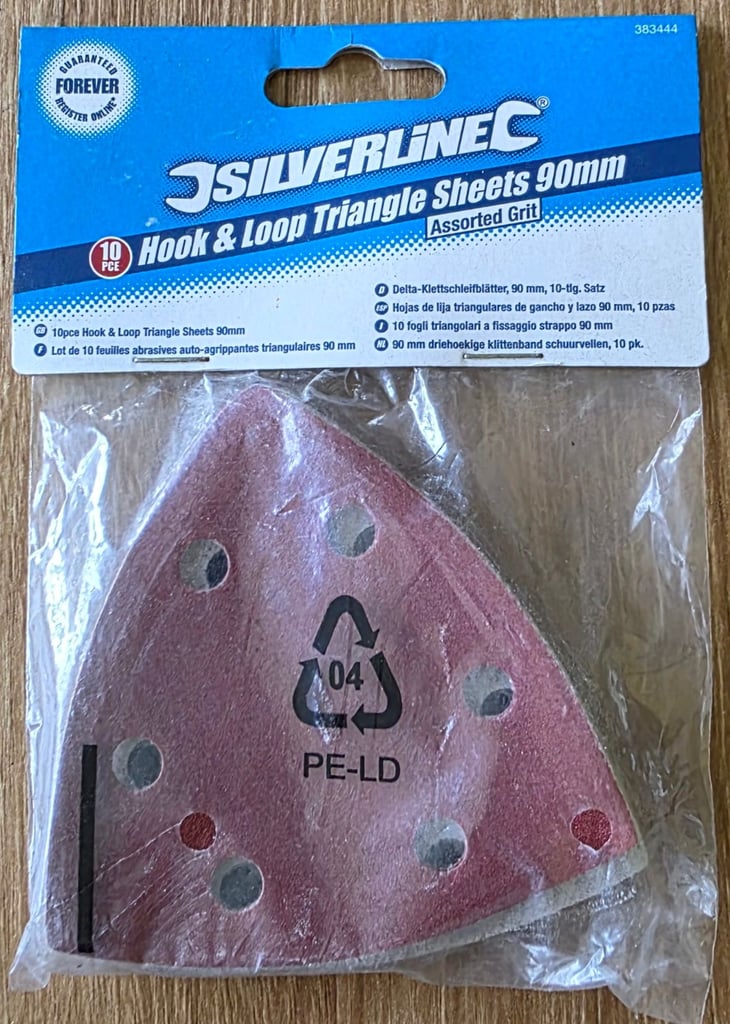 383444
GUARANTEED
FOREVER
REGISTER ONLINE*
SILVERLINE®
10
PCE
Hook & Loop Triangle Sheets 90mm
Assorted Grit
GB 10pce Hook & Loop Triangle Sheets 90mm
F Lot de 10 feuilles abrasives auto-agrippantes triangulaires 90 mm
D Delta-Klettschleifblätter, 90 mm, 10-tlg. Satz
ESP Hojas de lija triangulares de gancho y lazo 90 mm, 10 pzas
I 10 fogli triangolari a fissaggio strappo 90 mm
NL 90 mm driehoekige klittenband schuurvellen, 10 pk.
04
PE-LD